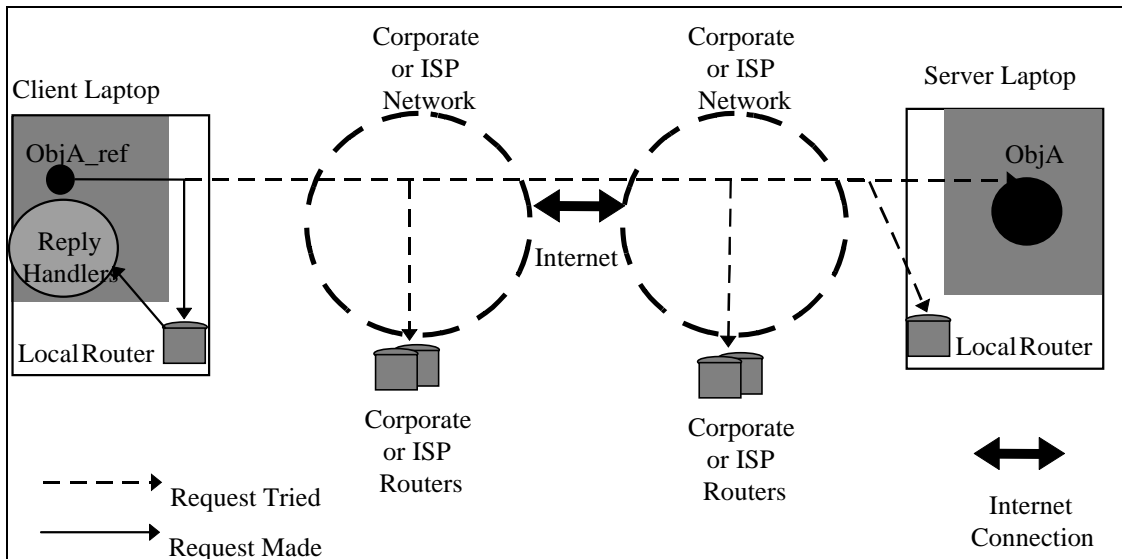 Corporate
or ISP
Network
Corporate
or ISP
Network
Client Laptop
Server Laptop
ObjA_ref
ObjA
Reply
Handlers
Internet
LocalRouter
LocalRouter
Corporate
or ISP
Routers
Corporate
or ISP
Routers
Request Tried
Request Made
Internet
Connection